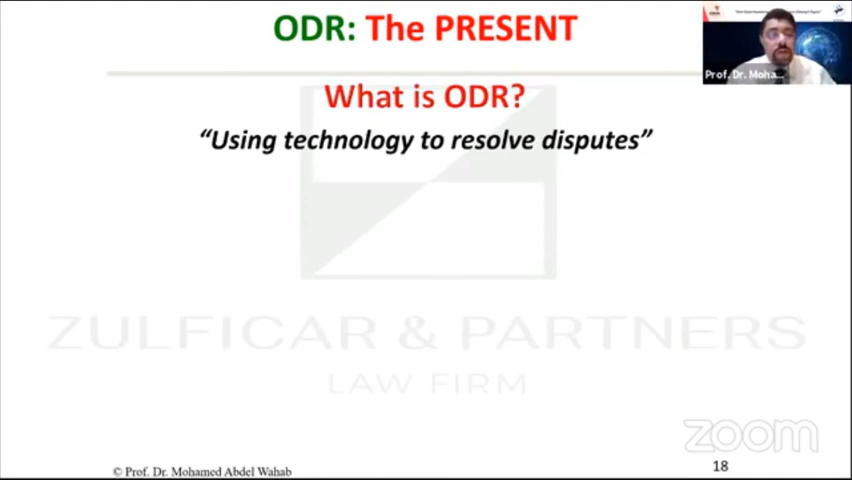 ODR: The PRESENT
What is ODR?
“Using technology to resolve disputes”
ZULFICAR & PARTNERS
LAW FIRM
zoom
© Prof. Dr. Mohamed Abdel Wahab
18
Prof. Dr. Moha...